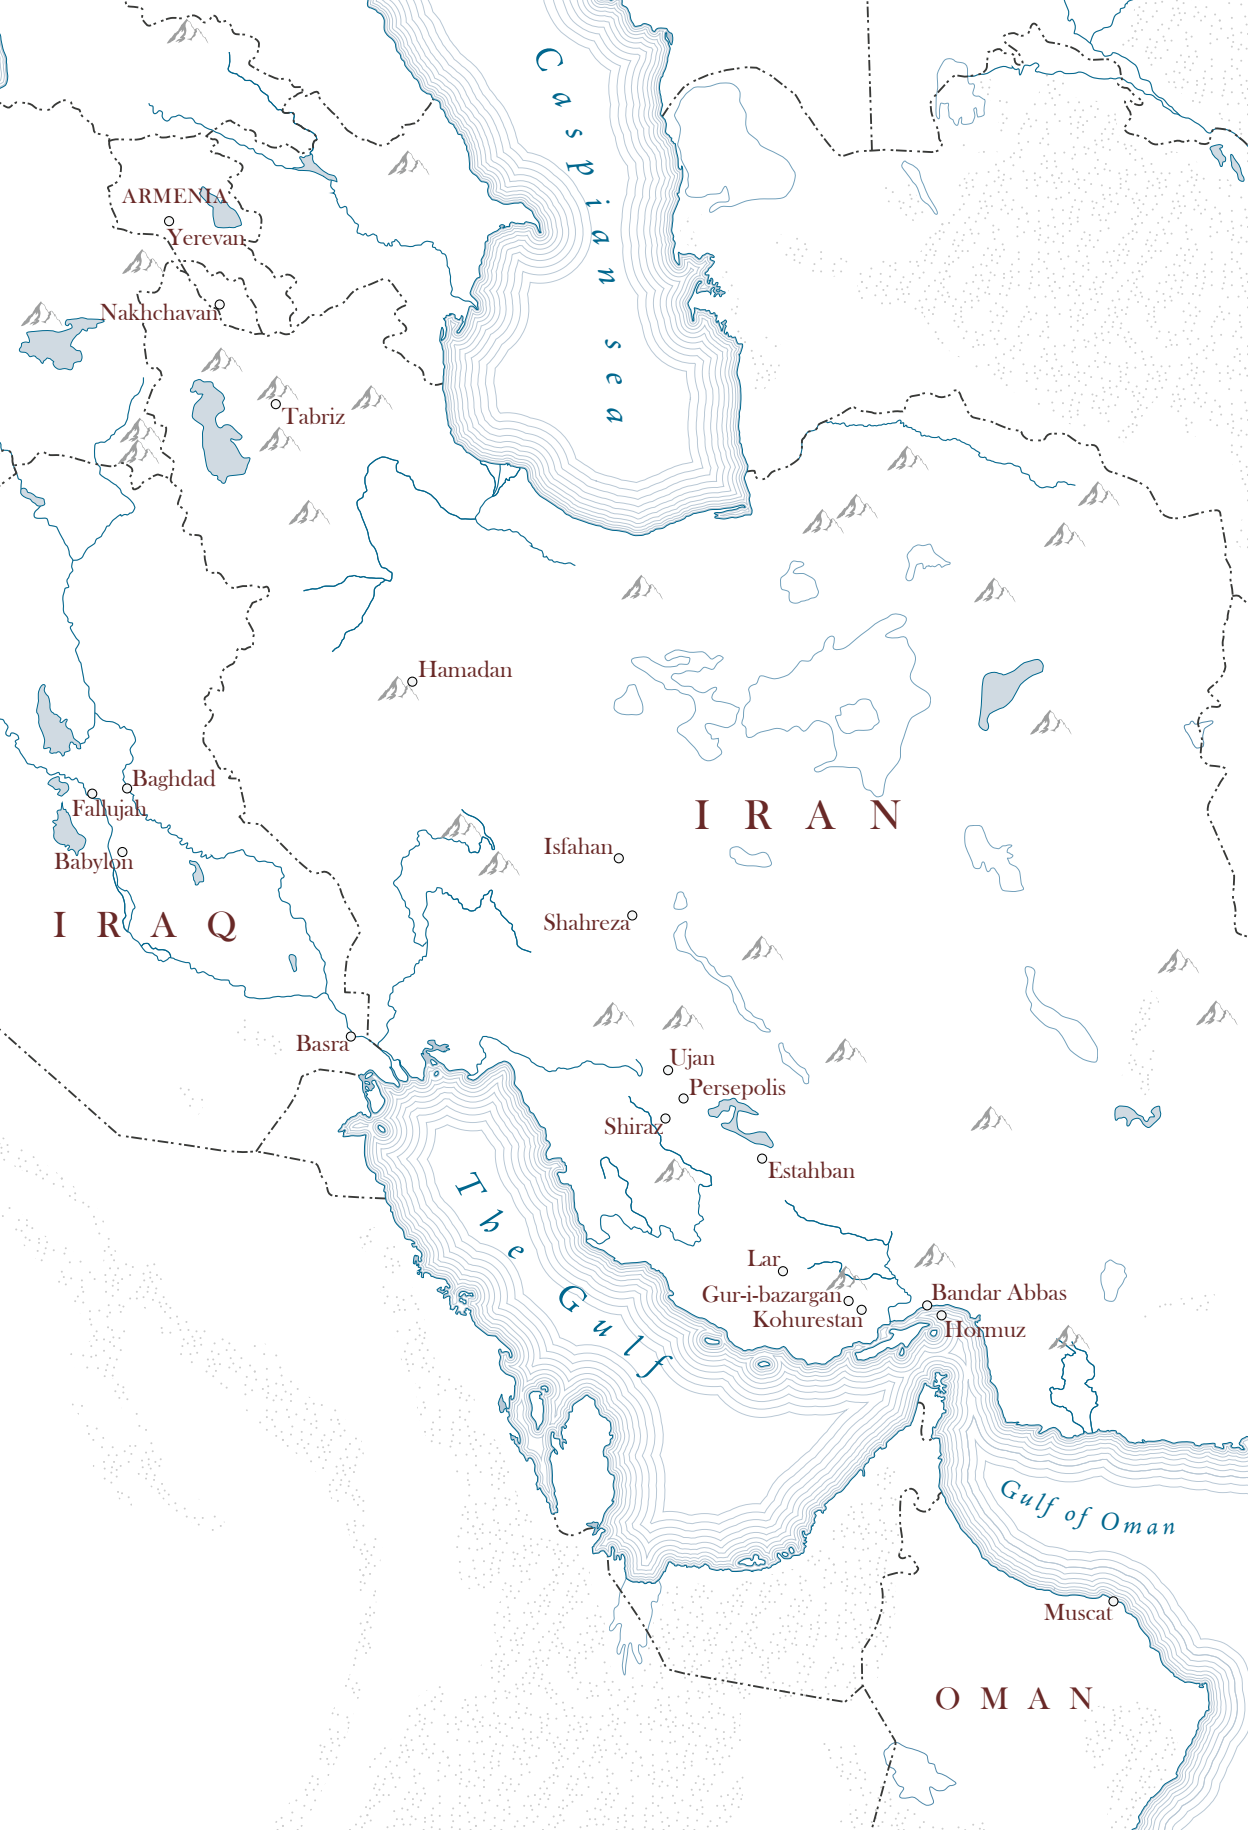 Caspian sea
ARMENIA
Yerevan
Nakhchavan
Tabriz
Hamadan
Baghdad
Fallujah
IRAN
Isfahan
Babylon
IRAQ
Shahreza
Basra
Ujan
Persepolis
Shiraz
Estahban
The Gulf
Lar
Gur-i-bazargan
Bandar Abbas
Kohurestan
Hormuz
Gulf of Oman
Muscat
OMAN